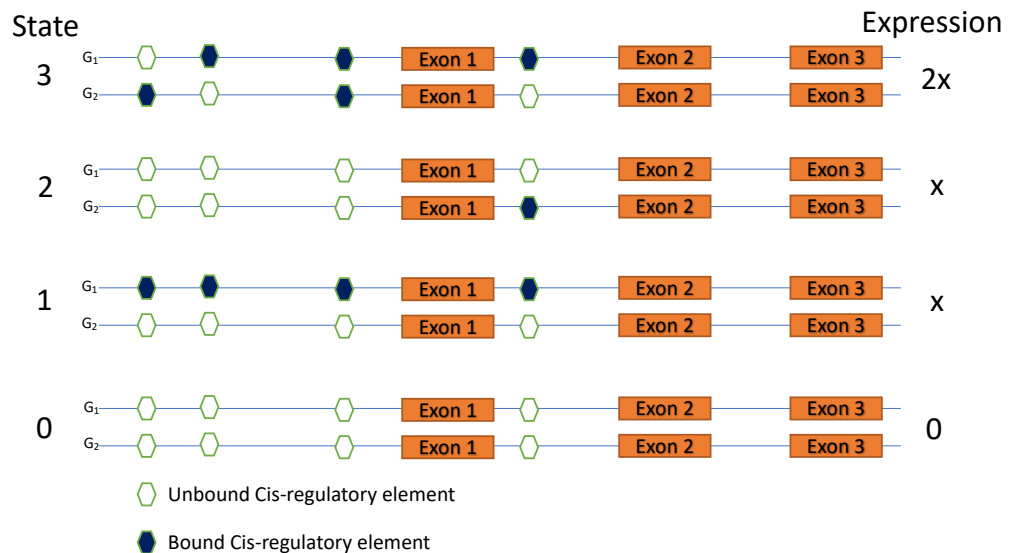 State Expression
G₁ Exon 1 Exon 2 Exon 3
3 2x
G₂ Exon 1 Exon 2 Exon 3
G₁ Exon 1 Exon 2 Exon 3
2 x
G₂ Exon 1 Exon 2 Exon 3
G₁ Exon 1 Exon 2 Exon 3
1 x
G₂ Exon 1 Exon 2 Exon 3
G₁ Exon 1 Exon 2 Exon 3
0 0
G₂ Exon 1 Exon 2 Exon 3
Unbound Cis-regulatory element
Bound Cis-regulatory element